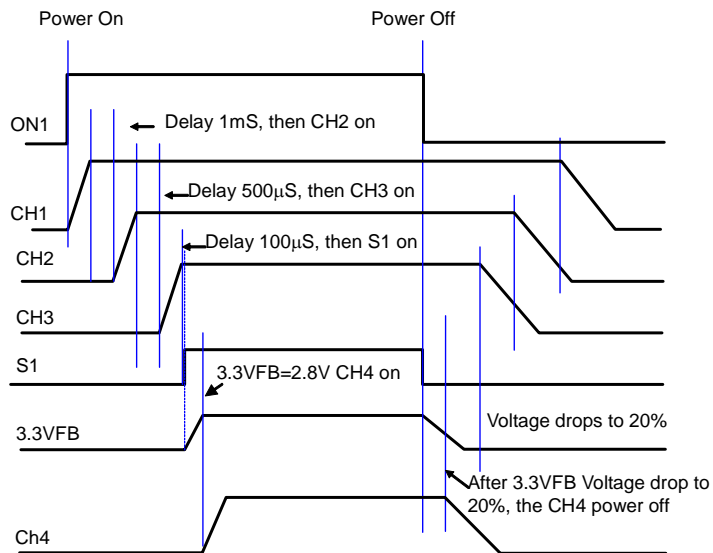 Power On
Power Off
ON1
Delay 1mS, then CH2 on
CH1
Delay 500μS, then CH3 on
CH2
Delay 100μS, then S1 on
CH3
S1
3.3VFB=2.8V CH4 on
3.3VFB
Voltage drops to 20%
After 3.3VFB Voltage drop to
20%, the CH4 power off
Ch4